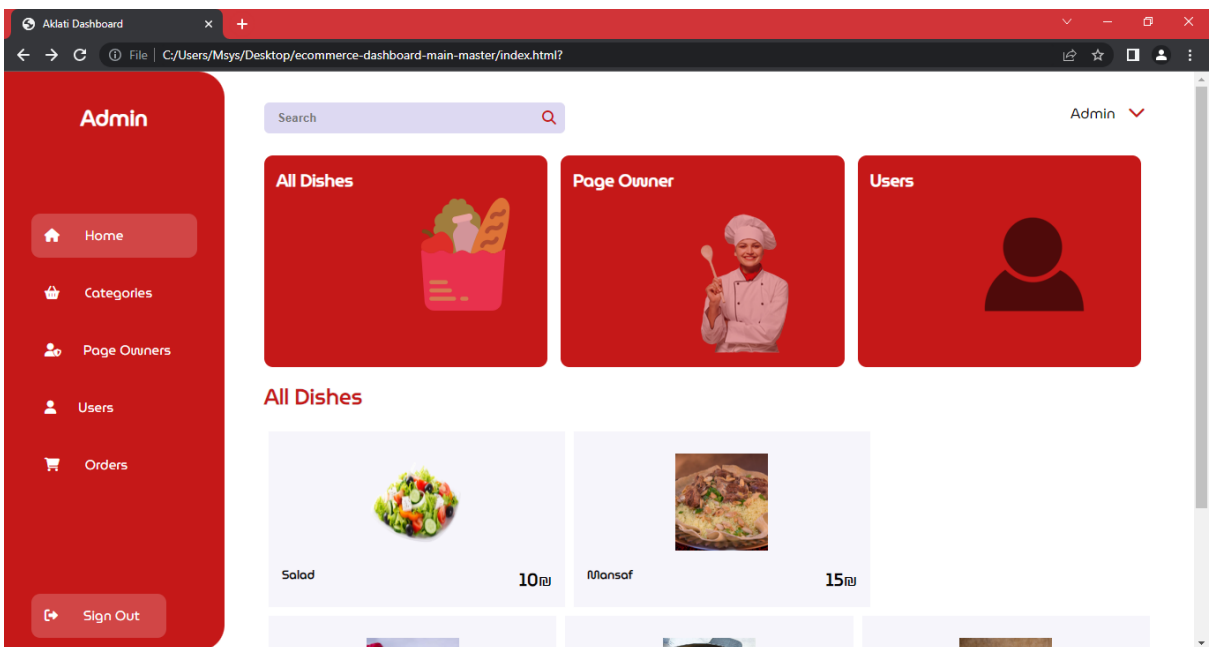 Aklati Dashboard
File | C:/Users/Msys/Desktop/ecommerce-dashboard-main-master/index.html?
Admin
Search
Admin
All Dishes
Page Owner
Users
Home
Categories
Page Owners
Users
Orders
Sign Out
All Dishes
Salad
10₪
Mansaf
15₪